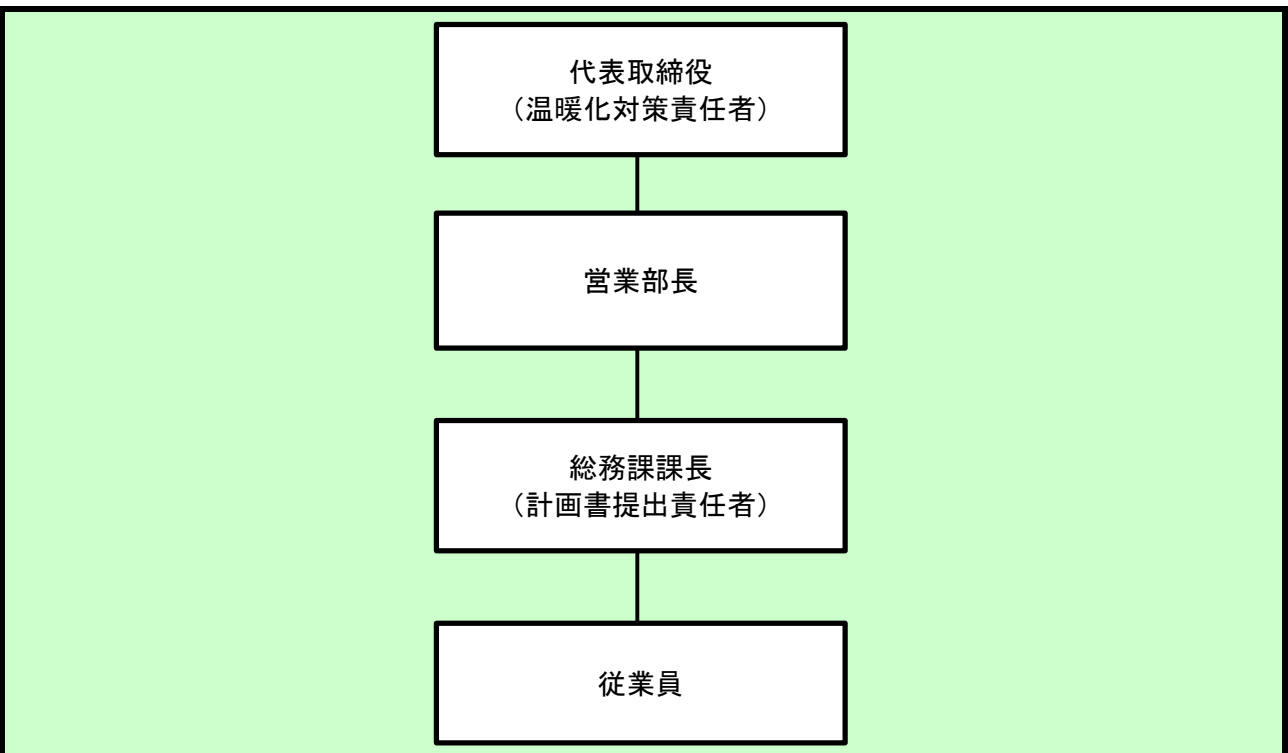 代表取締役
（温暖化対策責任者）
営業部長
総務課課長
（計画書提出責任者）
従業員